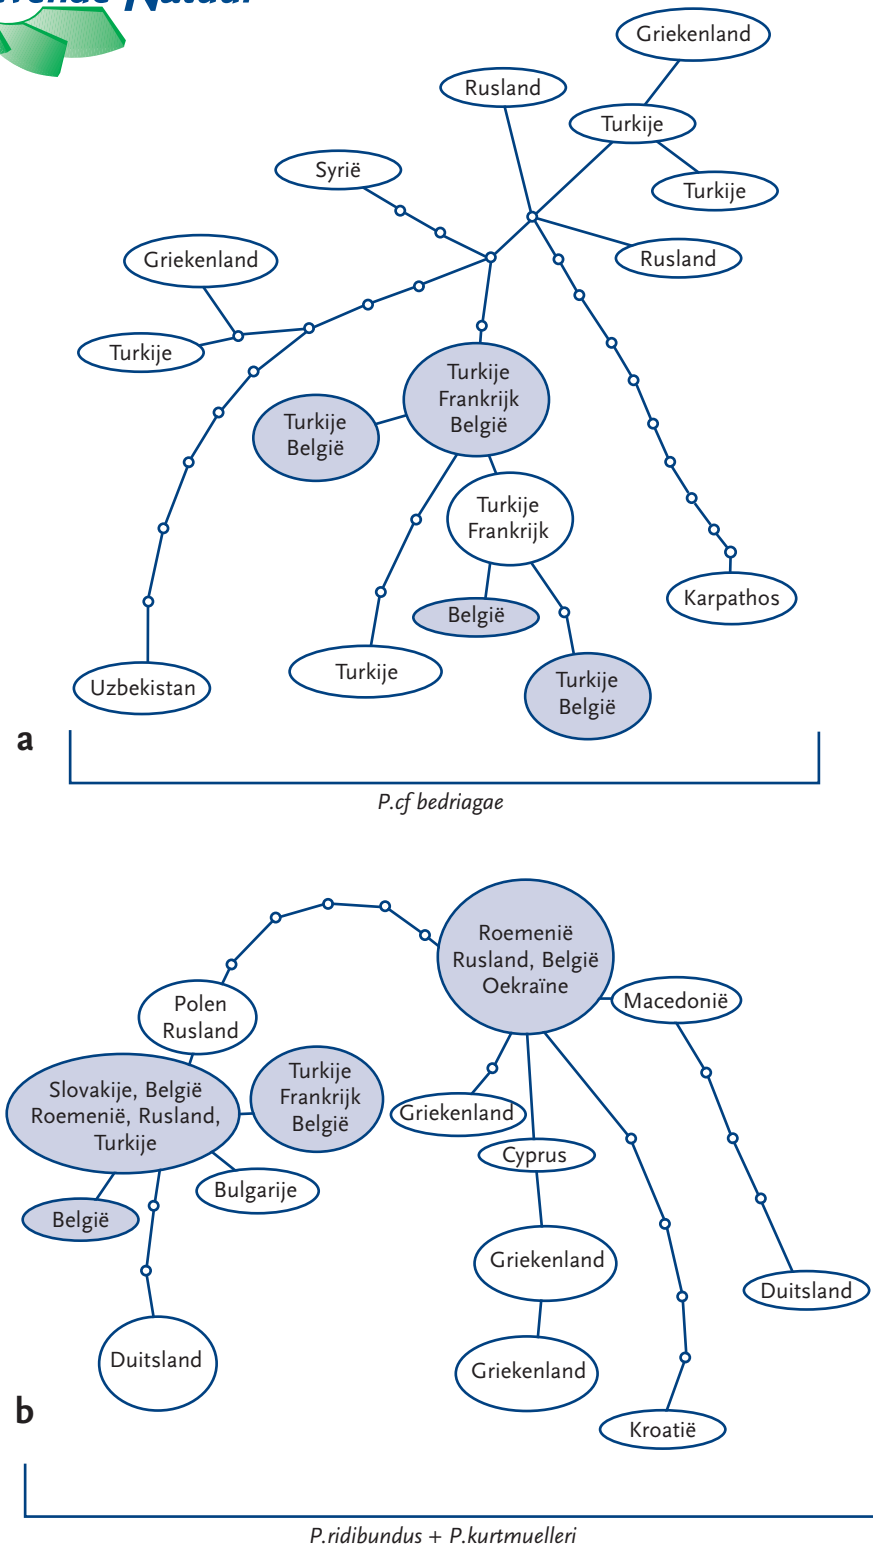 Natuur
Griekenland
Rusland
Turkije
Syrië
Turkije
Griekenland
Rusland
Turkije
Turkije
Frankrijk
België
Turkije
België
Turkije
Frankrijk
Karpathos
België
Uzbekistan
Turkije
Turkije
België
a
P.cf bedriagae
Roemenië
Rusland, België
Oekraïne
Polen
Rusland
Macedonië
Turkije
Frankrijk
België
Slovakije, België
Roemenië, Rusland,
Turkije
Griekenland
Cyprus
Bulgarije
België
Griekenland
Duitsland
Duitsland
Griekenland
Kroatië
b
P.ridibundus + P.kurtmuelleri